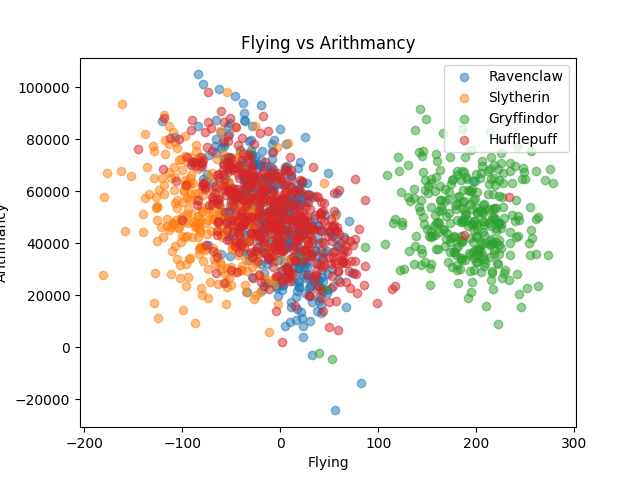 Flying vs Arithmancy
Ravenclaw
Slytherin
Gryffindor
Hufflepuff
Arithmancy
100000
80000
60000
40000
20000
0
−20000
−200
−100
0
100
200
300
Flying